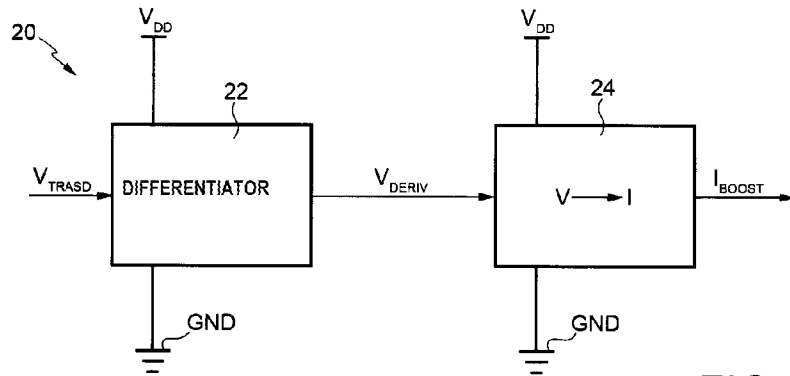 20
V_DD
V_DD
22
24
V_TRASD
DIFFERENTIATOR
V_DERIV
V → I
I_BOOST
GND
GND